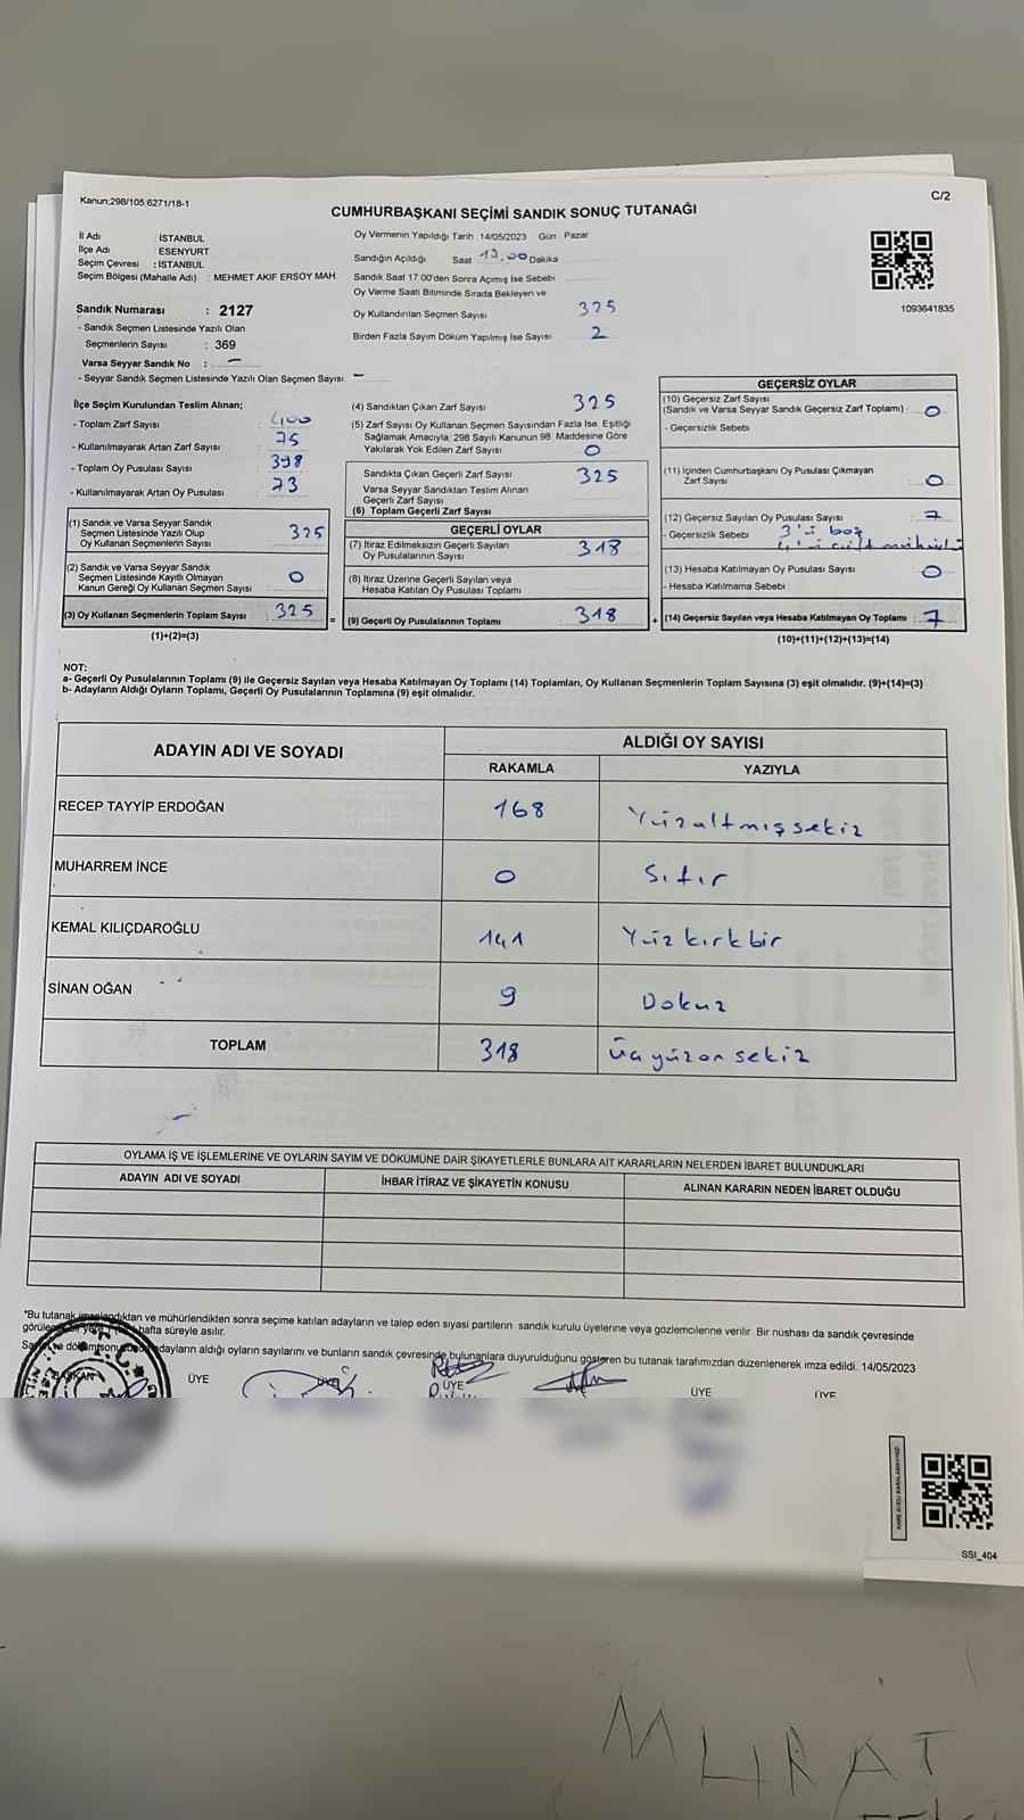 Kanun;298/105,6271/18-1
C/2
CUMHURBAŞKANI SEÇİMİ SANDIK SONUÇ TUTANAĞI
İl Adı : İSTANBUL
İlçe Adı : ESENYURT
Seçim Çevresi : İSTANBUL
Seçim Bölgesi (Mahalle Adı) : MEHMET AKİF ERSOY MAH
Sandık Numarası : 2127
- Sandık Seçmen Listesinde Yazılı Olan
Seçmenlerin Sayısı : 369
Varsa Seyyar Sandık No : -
- Seyyar Sandık Seçmen Listesinde Yazılı Olan Seçmen Sayısı: -
Oy Vermenin Yapıldığı Tarih 14/05/2023 Gün Pazar
Sandığın Açıldığı Saat Dakika
Sandık Saat 17.00'den Sonra Açımış İse Sebebi
Oy Verme Saati Bitiminde Sırada Bekleyen ve
Oy Kullandırılan Seçmen Sayısı 325
Birden Fazla Sayım Döküm Yapılmış İse Sayısı 2
1093641835
İlçe Seçim Kurulundan Teslim Alınan;
- Toplam Zarf Sayısı 400
- Kullanılmayarak Artan Zarf Sayısı 75
- Toplam Oy Pusulası Sayısı 398
- Kullanılmayarak Artan Oy Pusulası 73
(1) Sandık ve Varsa Seyyar Sandık
Seçmen Listesinde Yazılı Olup
Oy Kullanan Seçmenlerin Sayısı 325
(2) Sandık ve Varsa Seyyar Sandık
Seçmen Listesinde Kayıtlı Olmayan
Kanun Gereği Oy Kullanan Seçmen Sayısı 0
(3) Oy Kullanan Seçmenlerin Toplam Sayısı 325
(1)+(2)=(3)
(4) Sandıktan Çıkan Zarf Sayısı 325
(5) Zarf Sayısı Oy Kullanan Seçmen Sayısından Fazla İse, Eşitliği
Sağlamak Amacıyla, 298 Sayılı Kanunun 98. Maddesine Göre
Yakılarak Yok Edilen Zarf Sayısı 0
Sandıkta Çıkan Geçerli Zarf Sayısı 325
Varsa Seyyar Sandıktan Teslim Alınan
Geçerli Zarf Sayısı
(6) Toplam Geçerli Zarf Sayısı
GEÇERLİ OYLAR
(7) İtiraz Edilmeksizin Geçerli Sayılan
Oy Pusulalarının Sayısı 318
(8) İtiraz Üzerine Geçerli Sayılan veya
Hesaba Katılan Oy Pusulası Toplamı
= (9) Geçerli Oy Pusulalarının Toplamı 318
GEÇERSİZ OYLAR
(10) Geçersiz Zarf Sayısı
(Sandık ve Varsa Seyyar Sandık Geçersiz Zarf Toplamı) : 0
- Geçersizlik Sebebi
(11) İçinden Cumhurbaşkanı Oy Pusulası Çıkmayan
Zarf Sayısı 0
(12) Geçersiz Sayılan Oy Pusulası Sayısı 7
- Geçersizlik Sebebi 3'ü boş
4'ü çift mühürlü
(13) Hesaba Katılmayan Oy Pusulası Sayısı 0
- Hesaba Katılmama Sebebi
+ (14) Geçersiz Sayılan veya Hesaba Katılmayan Oy Toplamı 7
(10)+(11)+(12)+(13)=(14)
NOT:
a- Geçerli Oy Pusulalarının Toplamı (9) ile Geçersiz Sayılan veya Hesaba Katılmayan Oy Toplamı (14) Toplamları, Oy Kullanan Seçmenlerin Toplam Sayısına (3) eşit olmalıdır. (9)+(14)=(3)
b- Adayların Aldığı Oyların Toplamı, Geçerli Oy Pusulalarının Toplamına (9) eşit olmalıdır.
ADAYIN ADI VE SOYADI
ALDIĞI OY SAYISI
RAKAMLA YAZIYLA
RECEP TAYYİP ERDOĞAN 168 Yüzaltmışsekiz
MUHARREM İNCE 0 Sıfır
KEMAL KILIÇDAROĞLU 141 Yüz kırk bir
SİNAN OĞAN 9 Dokuz
TOPLAM 318 Üçyüzon sekiz
OYLAMA İŞ VE İŞLEMLERİNE VE OYLARIN SAYIM VE DÖKÜMÜNE DAİR ŞİKAYETLERLE BUNLARA AİT KARARLARIN NELERDEN İBARET BULUNDUKLARI
ADAYIN ADI VE SOYADI İHBAR İTİRAZ VE ŞİKAYETİN KONUSU ALINAN KARARIN NEDEN İBARET OLDUĞU
*Bu tutanak imzalandıktan ve mühürlendikten sonra seçime katılan adayların ve talep eden siyasi partilerin sandık kurulu üyelerine veya gözlemcilerine verilir. Bir nüshası da sandık çevresinde
hafta süreyle asılır.
adayların aldığı oyların sayılarını ve bunların sandık çevresinde bulunanlara duyurulduğunu gösteren bu tutanak tarafımızdan düzenlenerek imza edildi. 14/05/2023
BAŞKAN ÜYE ÜYE ÜYE ÜYE
T.C.
SSI_404
MURAT